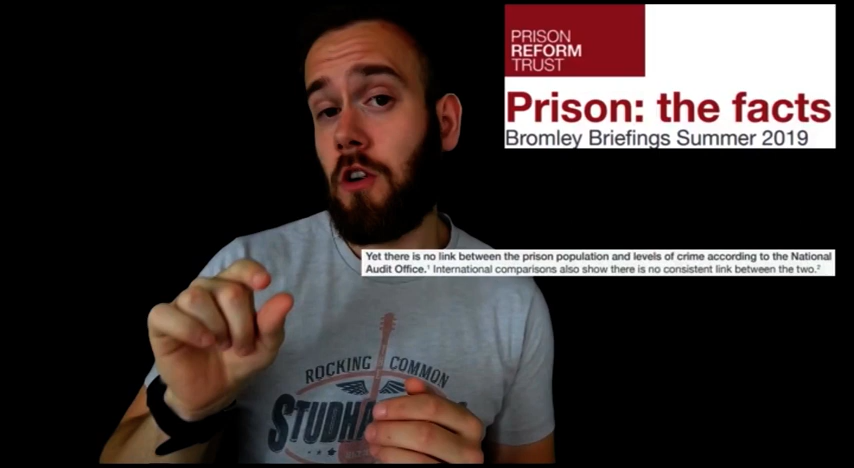 PRISON
REFORM
TRUST
Prison: the facts
Bromley Briefings Summer 2019
Yet there is no link between the prison population and levels of crime according to the National
Audit Office.¹ International comparisons also show there is no consistent link between the two.²
ROCKING COMMON